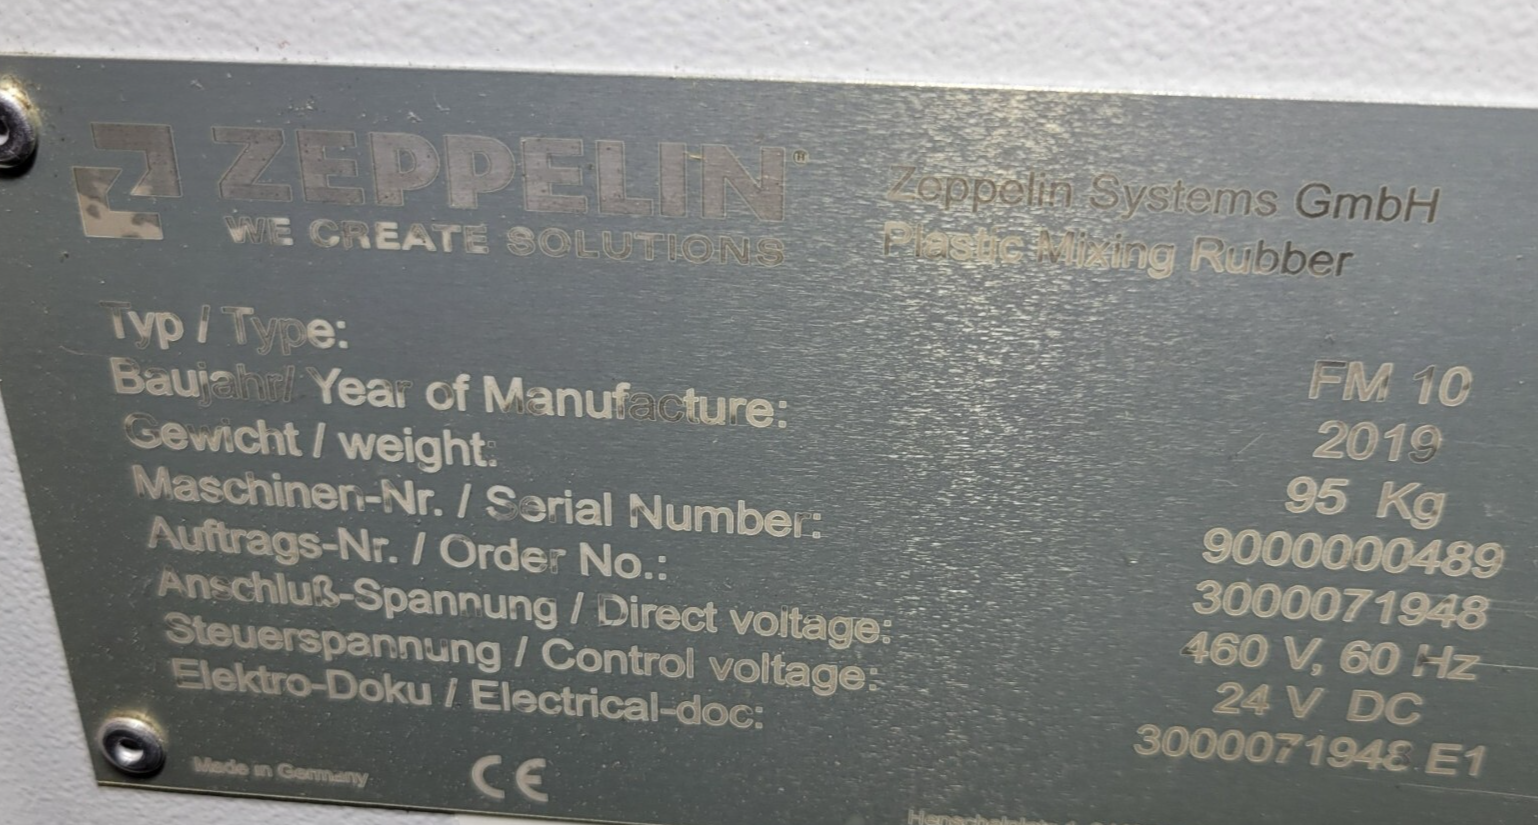 ZEPPELIN
WE CREATE SOLUTIONS
Zeppelin Systems GmbH
Plastic Mixing Rubber
Typ / Type: FM 10
Baujahr/ Year of Manufacture: 2019
Gewicht / weight: 95 Kg
Maschinen-Nr. / Serial Number: 9000000489
Auftrags-Nr. / Order No.: 3000071948
Anschluß-Spannung / Direct voltage: 460 V, 60 Hz
Steuerspannung / Control voltage: 24 V DC
Elektro-Doku / Electrical-doc: 3000071948 E1
Made in Germany
CE